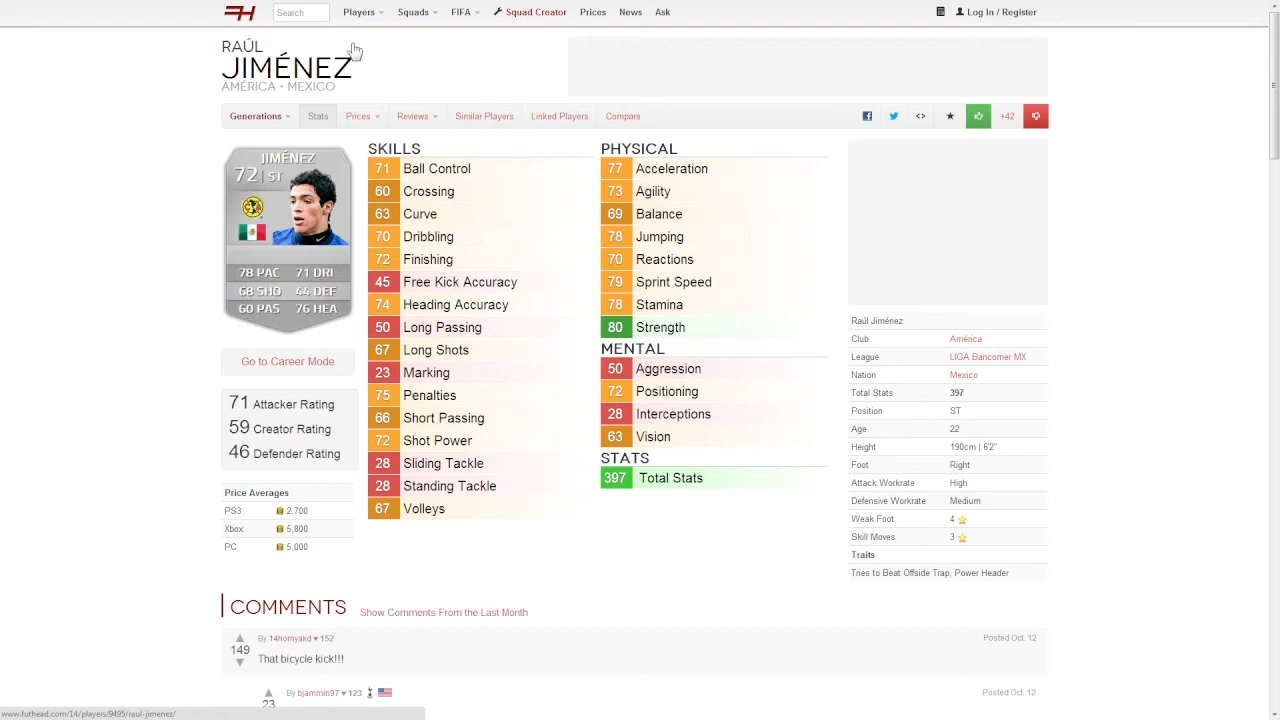 Search
Players
Squads
FIFA
Squad Creator
Prices
News
Ask
Log In / Register
RAÚL
JIMÉNEZ
AMÉRICA • MEXICO
Generations
Stats
Prices
Reviews
Similar Players
Linked Players
Compare
+42
JIMÉNEZ
72 ST
78 PAC 71 DRI
68 SHO 44 DEF
60 PAS 76 HEA
Go to Career Mode
71 Attacker Rating
59 Creator Rating
46 Defender Rating
Price Averages
PS3 2,700
Xbox 5,800
PC 5,000
SKILLS
71 Ball Control
60 Crossing
63 Curve
70 Dribbling
72 Finishing
45 Free Kick Accuracy
74 Heading Accuracy
50 Long Passing
67 Long Shots
23 Marking
75 Penalties
66 Short Passing
72 Shot Power
28 Sliding Tackle
28 Standing Tackle
67 Volleys
PHYSICAL
77 Acceleration
73 Agility
69 Balance
78 Jumping
70 Reactions
79 Sprint Speed
78 Stamina
80 Strength
MENTAL
50 Aggression
72 Positioning
28 Interceptions
63 Vision
STATS
397 Total Stats
Raúl Jiménez
Club América
League LIGA Bancomer MX
Nation Mexico
Total Stats 397
Position ST
Age 22
Height 190cm | 6'2"
Foot Right
Attack Workrate High
Defensive Workrate Medium
Weak Foot 4
Skill Moves 3
Traits
Tries to Beat Offside Trap, Power Header
COMMENTS Show Comments From the Last Month
By 14hornyakd ♥ 152 Posted Oct. 12
149
That bicycle kick!!!
By bjammin97 ♥ 123 Posted Oct. 12
23
www.futhead.com/14/players/9495/raul-jimenez/